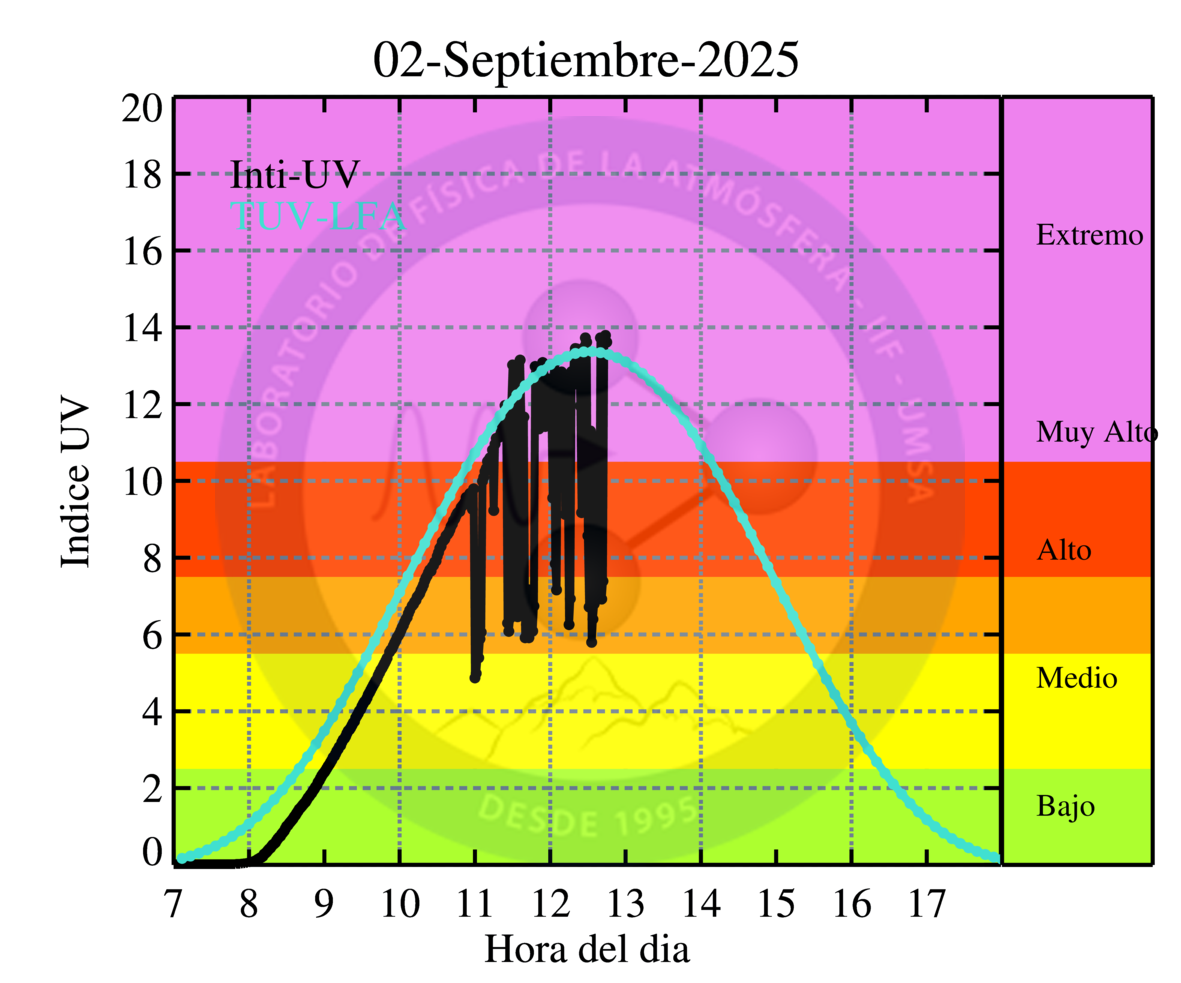 02-Septiembre-2025
20
18
16
14
12
10
8
6
4
2
0
Indice UV
Inti-UV
TUV-LFA
LABORATORIO DE FÍSICA DE LA ATMÓSFERA - IIF - UMSA
DESDE 1995
Extremo
Muy Alto
Alto
Medio
Bajo
7 8 9 10 11 12 13 14 15 16 17
Hora del dia